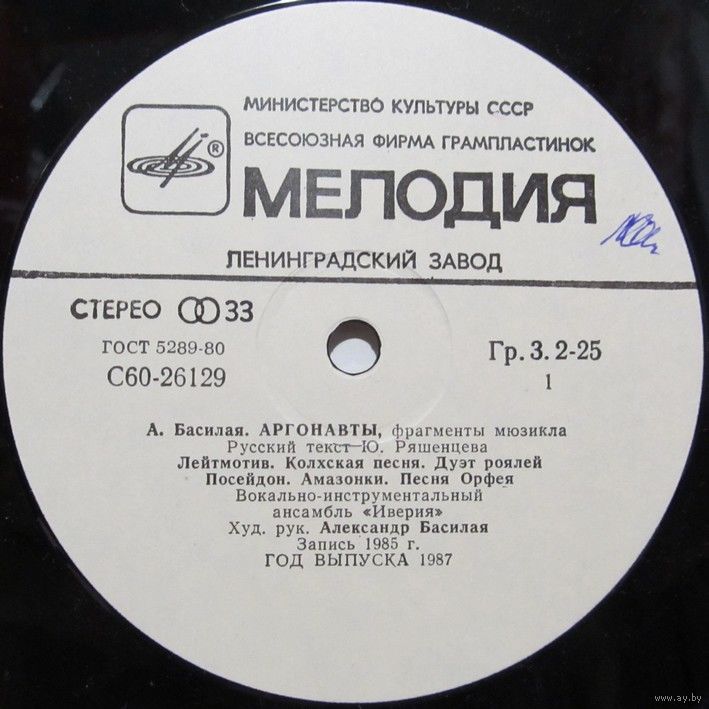 МИНИСТЕРСТВО КУЛЬТУРЫ СССР
ВСЕСОЮЗНАЯ ФИРМА ГРАМПЛАСТИНОК
®
МЕЛОДИЯ
ЛЕНИНГРАДСКИЙ ЗАВОД
СТЕРЕО 33
ГОСТ 5289-80
Гр. 3. 2-25
С60-26129
1
А. Басилая. АРГОНАВТЫ, фрагменты мюзикла
Русский текст Ю. Ряшенцева
Лейтмотив. Колхская песня. Дуэт роялей
Посейдон. Амазонки. Песня Орфея
Вокально-инструментальный
ансамбль «Иверия»
Худ. рук. Александр Басилая
Запись 1985 г.
ГОД ВЫПУСКА 1987
www.ay.by